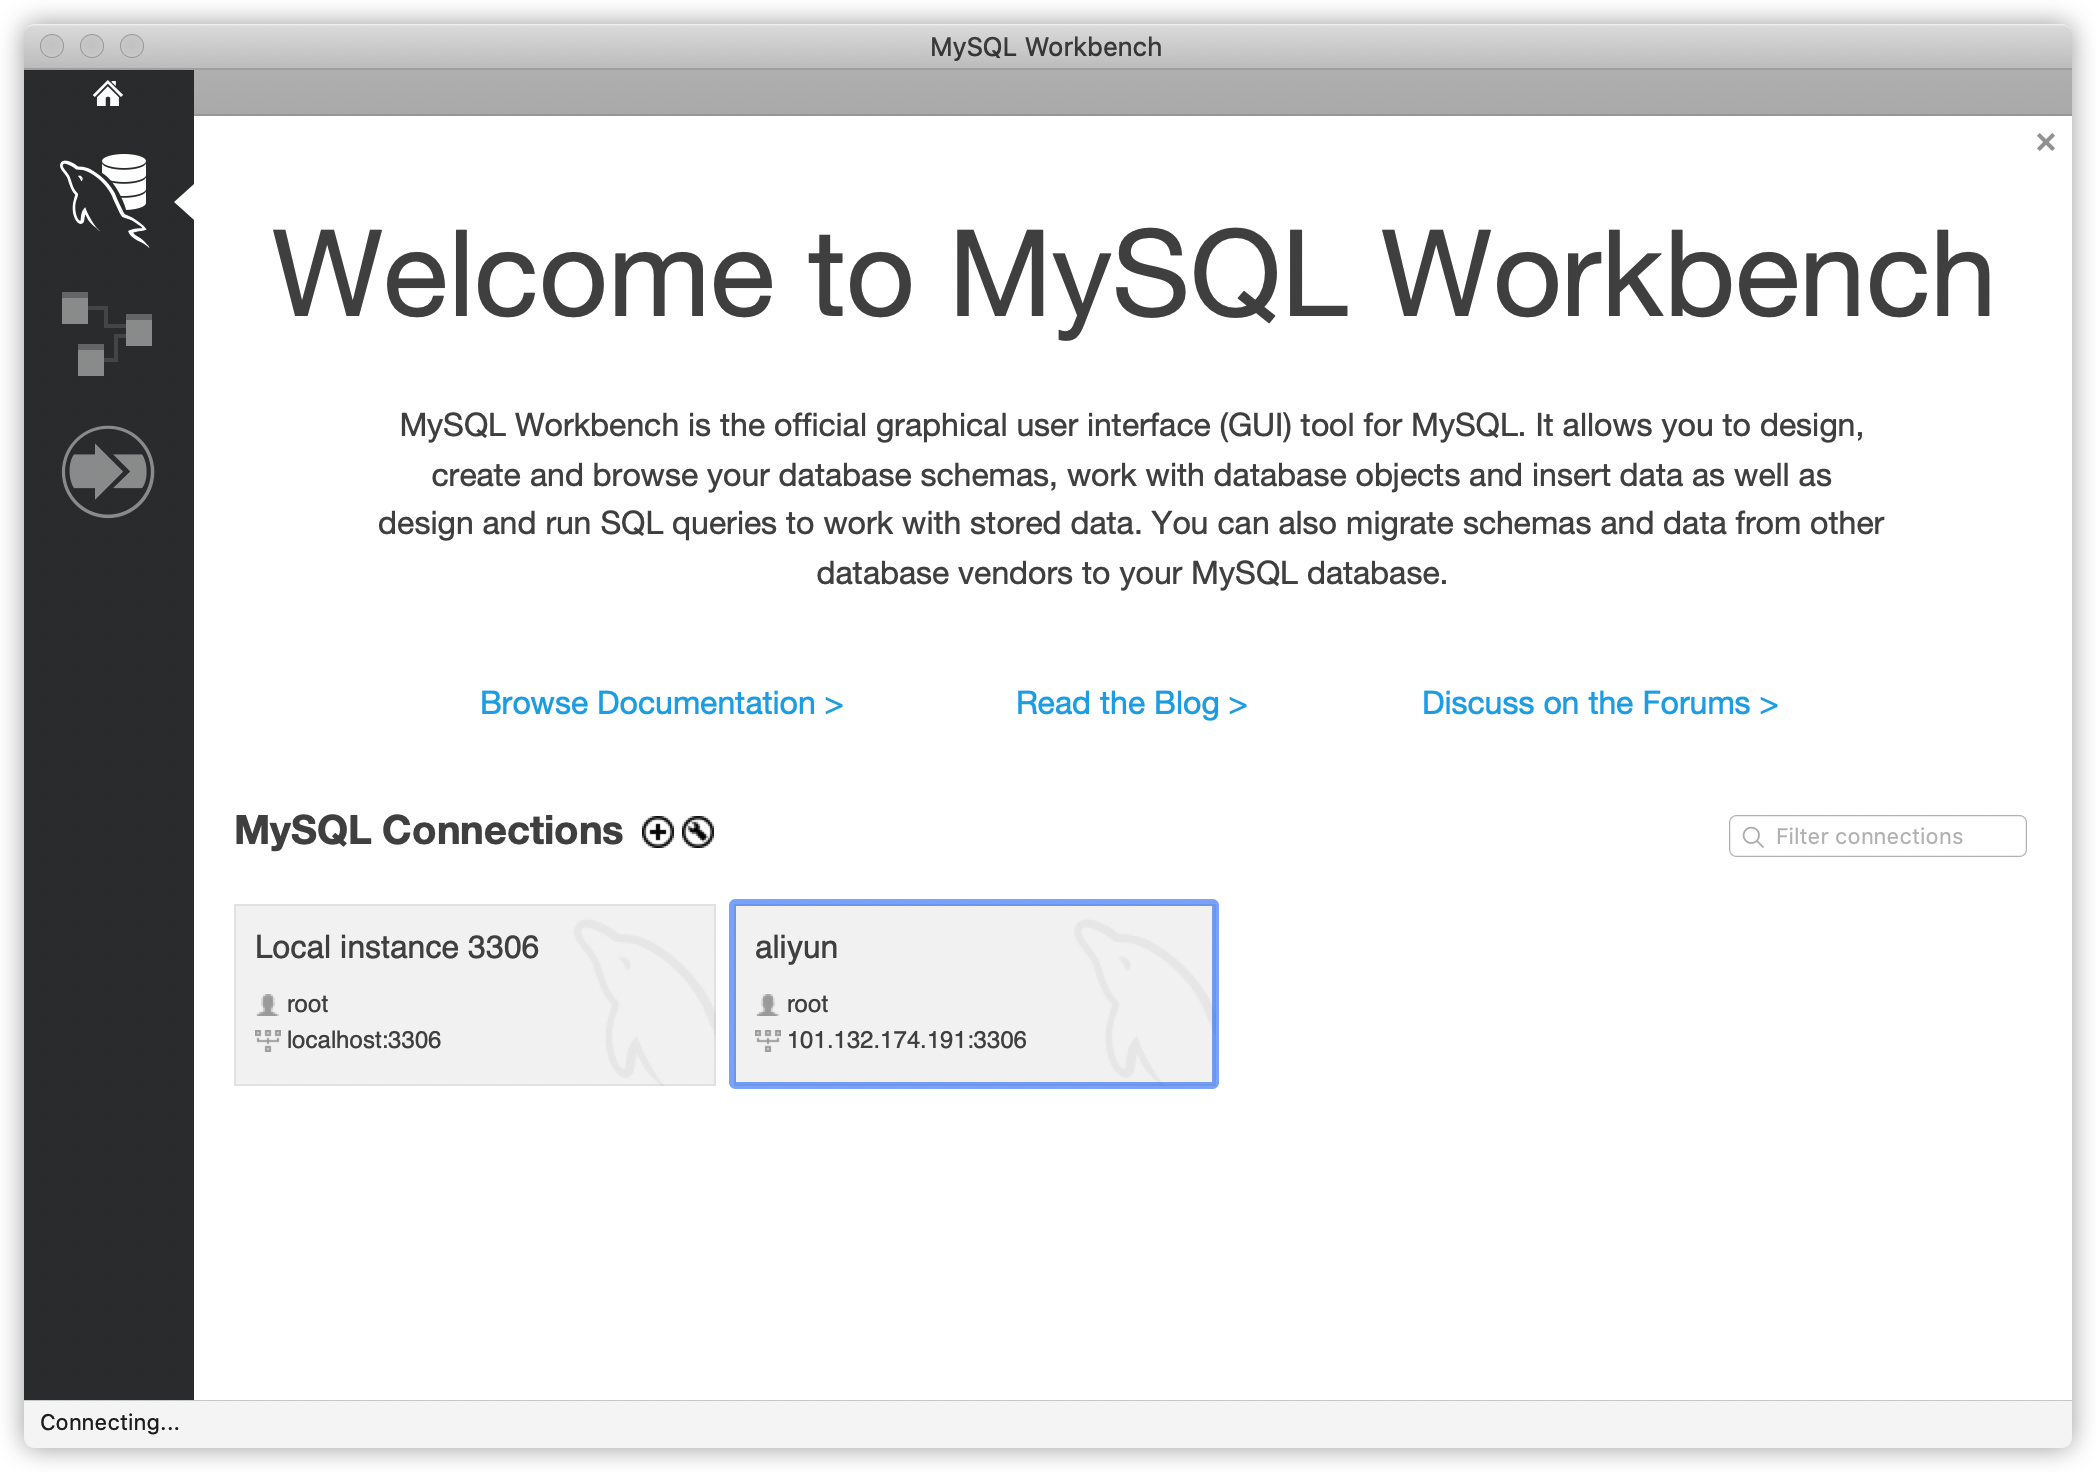 MySQL Workbench
Welcome to MySQL Workbench
MySQL Workbench is the official graphical user interface (GUI) tool for MySQL. It allows you to design,
create and browse your database schemas, work with database objects and insert data as well as
design and run SQL queries to work with stored data. You can also migrate schemas and data from other
database vendors to your MySQL database.
Browse Documentation >
Read the Blog >
Discuss on the Forums >
MySQL Connections
Filter connections
Local instance 3306
root
localhost:3306
aliyun
root
101.132.174.191:3306
Connecting...